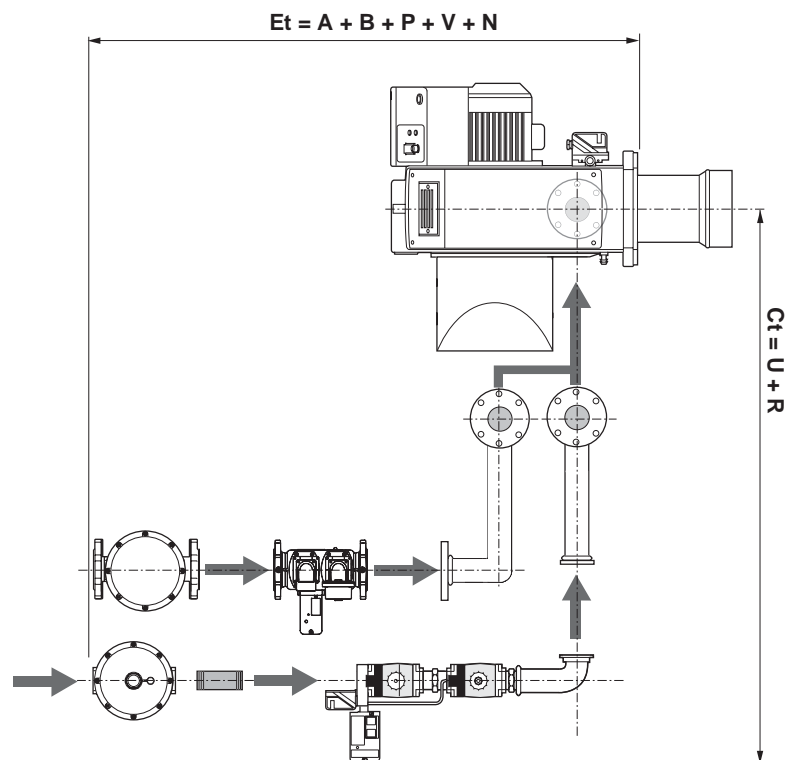 Et = A + B + P + V + N
Ct = U + R